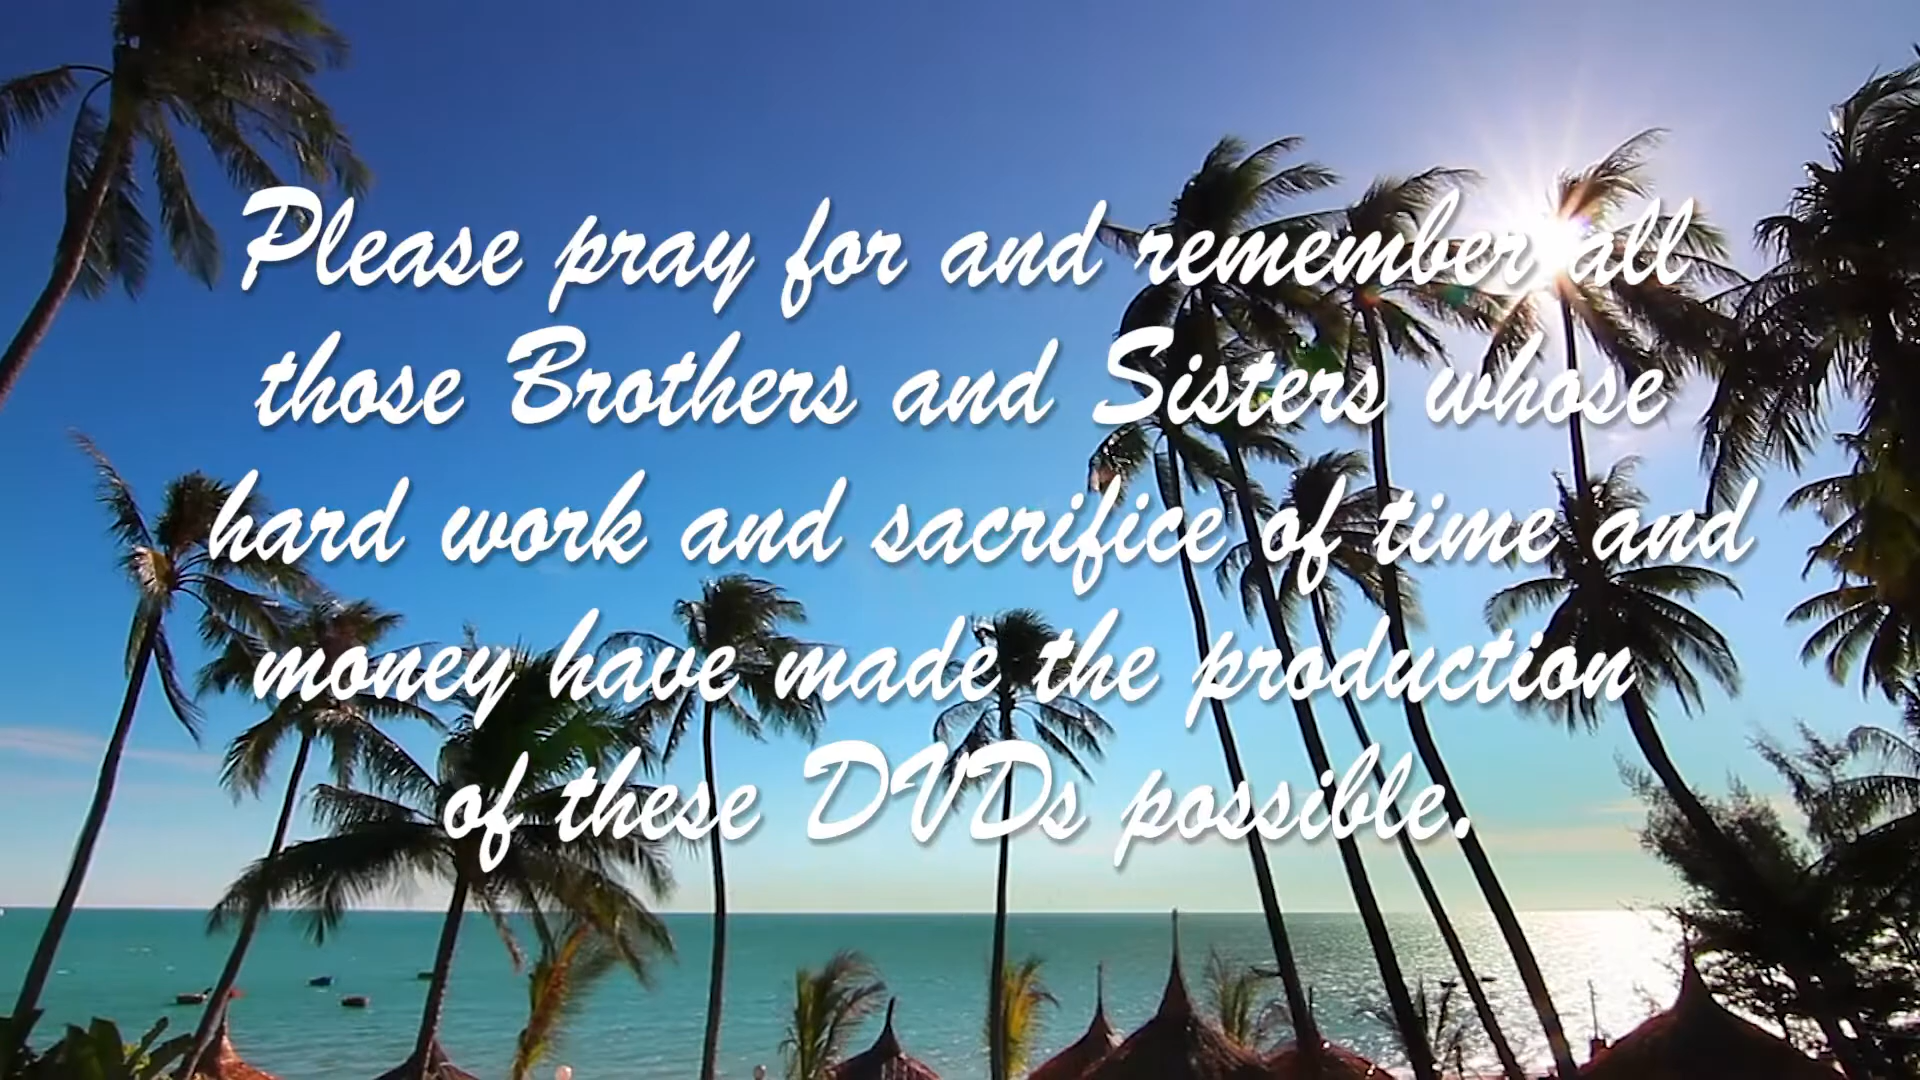 Please pray for and remember all
those Brothers and Sisters whose
hard work and sacrifice of time and
money have made the production
of these DVDs possible.